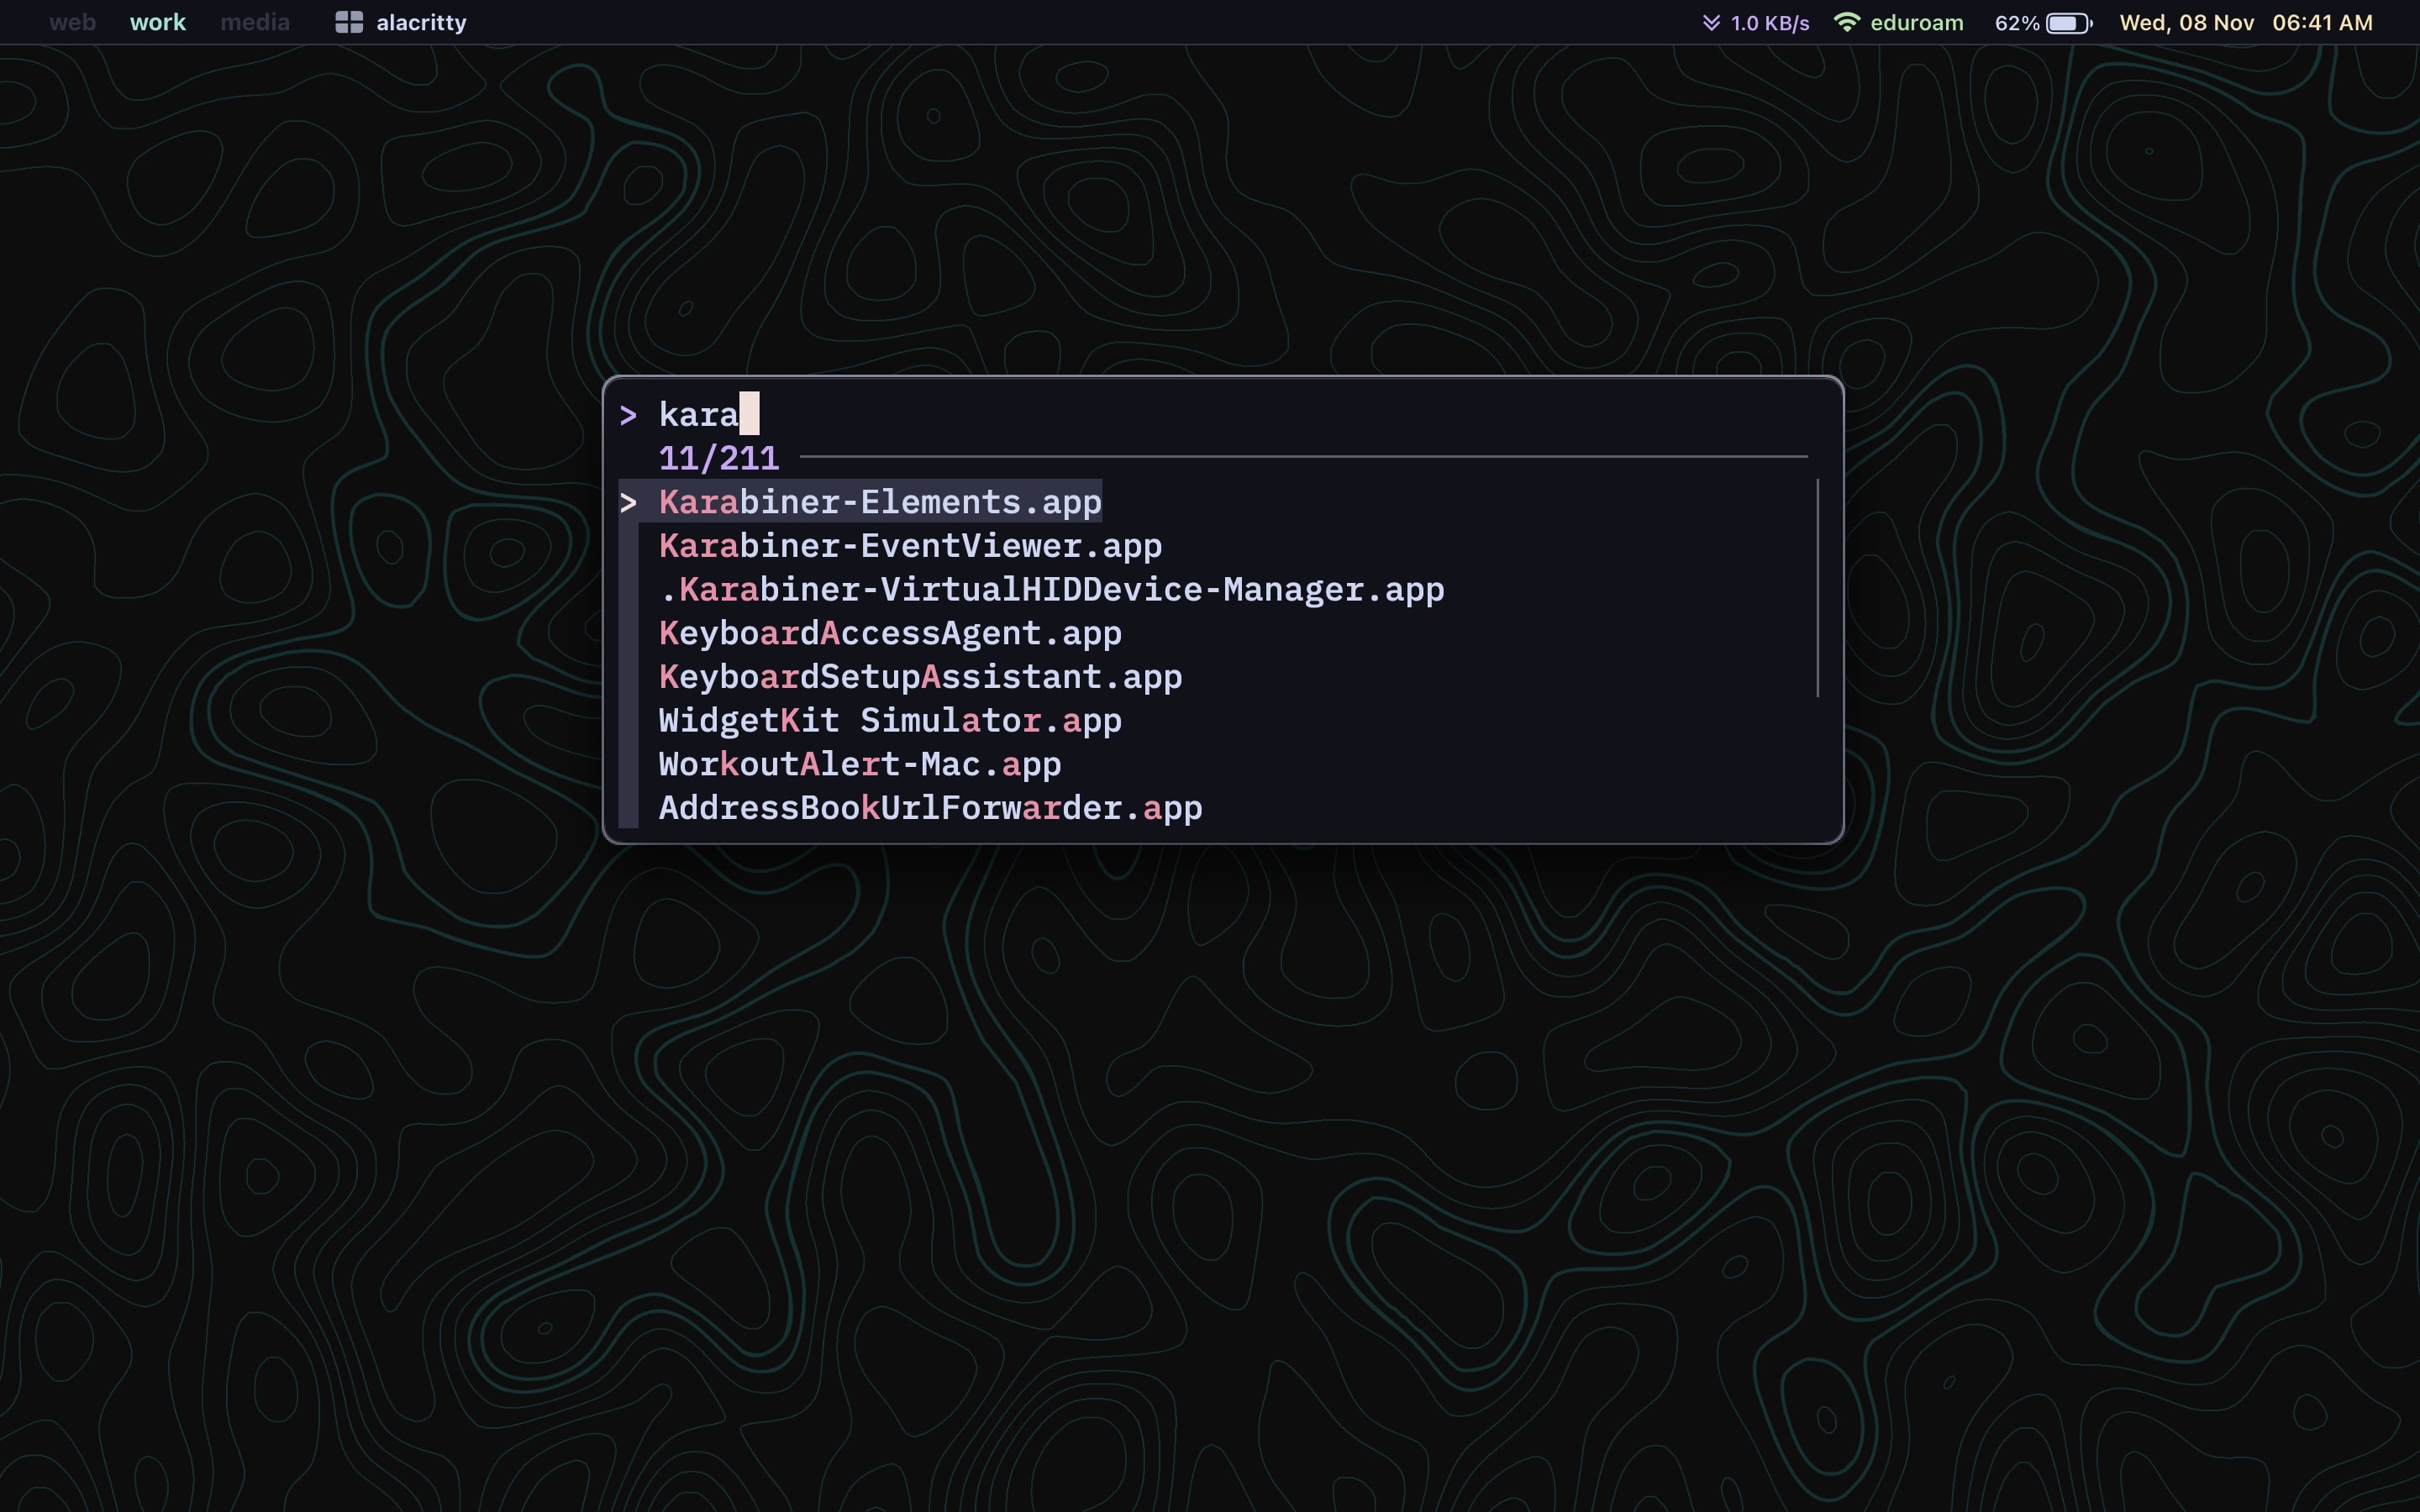 web work media alacritty 1.0 KB/s eduroam 62% Wed, 08 Nov 06:41 AM
> kara
11/211
> Karabiner-Elements.app
Karabiner-EventViewer.app
.Karabiner-VirtualHIDDevice-Manager.app
KeyboardAccessAgent.app
KeyboardSetupAssistant.app
WidgetKit Simulator.app
WorkoutAlert-Mac.app
AddressBookUrlForwarder.app